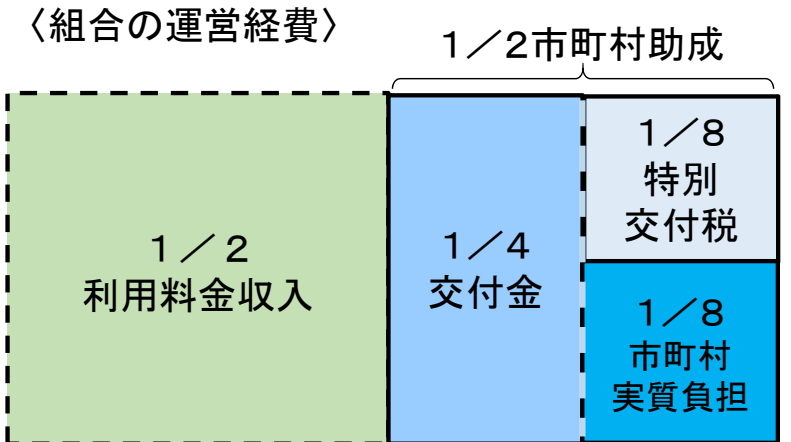 〈組合の運営経費〉
1/2市町村助成
1/2
利用料金収入
1/4
交付金
1/8
特別
交付税
1/8
市町村
実質負担